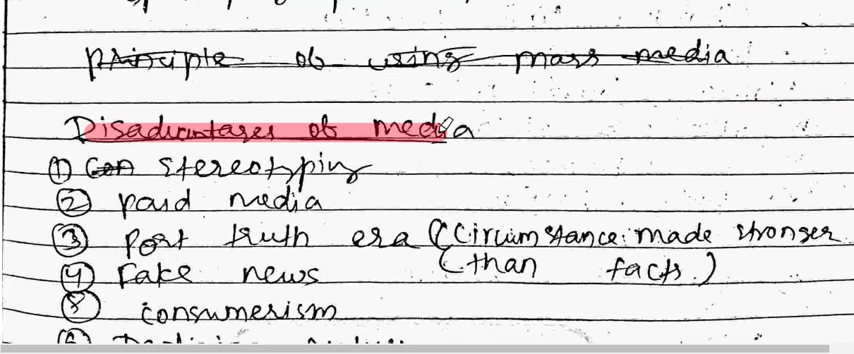 Principle of using mass media
Disadvantages of media
① Stereotyping
② paid media
③ Post truth era (Circumstance made stronger
(than facts.)
④ Fake news
⑤ consumerism
⑥